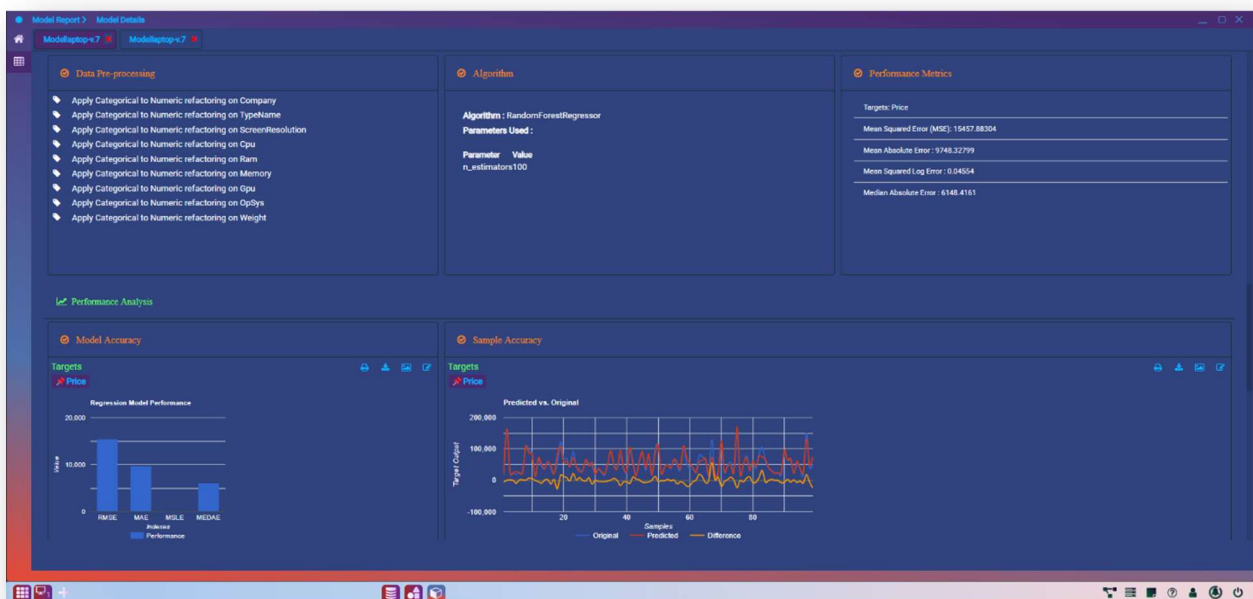 Model Report > Model Details
Modellaptop-v.7
Modellaptop-v.7
Data Pre-processing
Apply Categorical to Numeric refactoring on Company
Apply Categorical to Numeric refactoring on TypeName
Apply Categorical to Numeric refactoring on ScreenResolution
Apply Categorical to Numeric refactoring on Cpu
Apply Categorical to Numeric refactoring on Ram
Apply Categorical to Numeric refactoring on Memory
Apply Categorical to Numeric refactoring on Gpu
Apply Categorical to Numeric refactoring on OpSys
Apply Categorical to Numeric refactoring on Weight
Algorithm
Algorithm : RandomForestRegressor
Parameters Used :
Parameter Value
n_estimators100
Performance Metrics
Targets: Price
Mean Squared Error (MSE): 15457.88304
Mean Absolute Error : 9748.32799
Mean Squared Log Error : 0.04554
Median Absolute Error : 6148.4161
Performance Analysis
Model Accuracy
Targets
Price
Regression Model Performance
20,000
10,000
0
Value
RMSE MAE MSLE MEDAE
Indexes
Performance
Sample Accuracy
Targets
Price
Predicted vs. Original
200,000
100,000
0
-100,000
Target Output
20 40 60 80
Samples
Original Predicted Difference